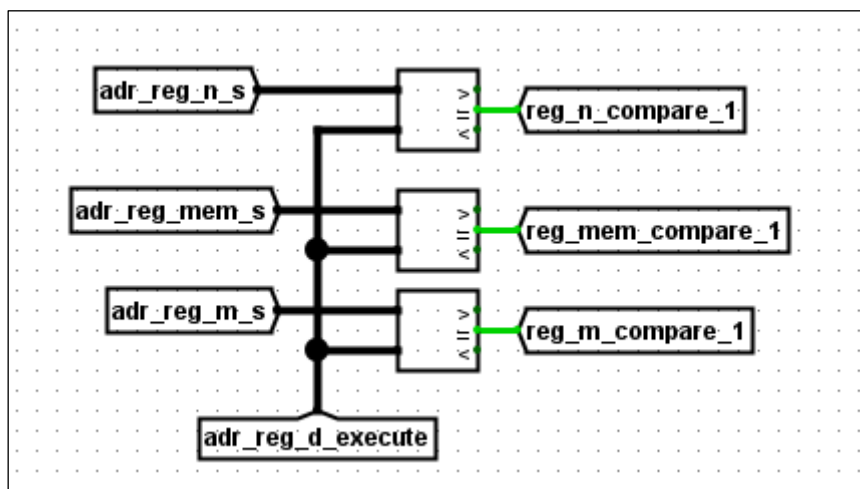 adr_reg_n_s
>
=
<
reg_n_compare_1
adr_reg_mem_s
>
=
<
reg_mem_compare_1
adr_reg_m_s
>
=
<
reg_m_compare_1
adr_reg_d_execute